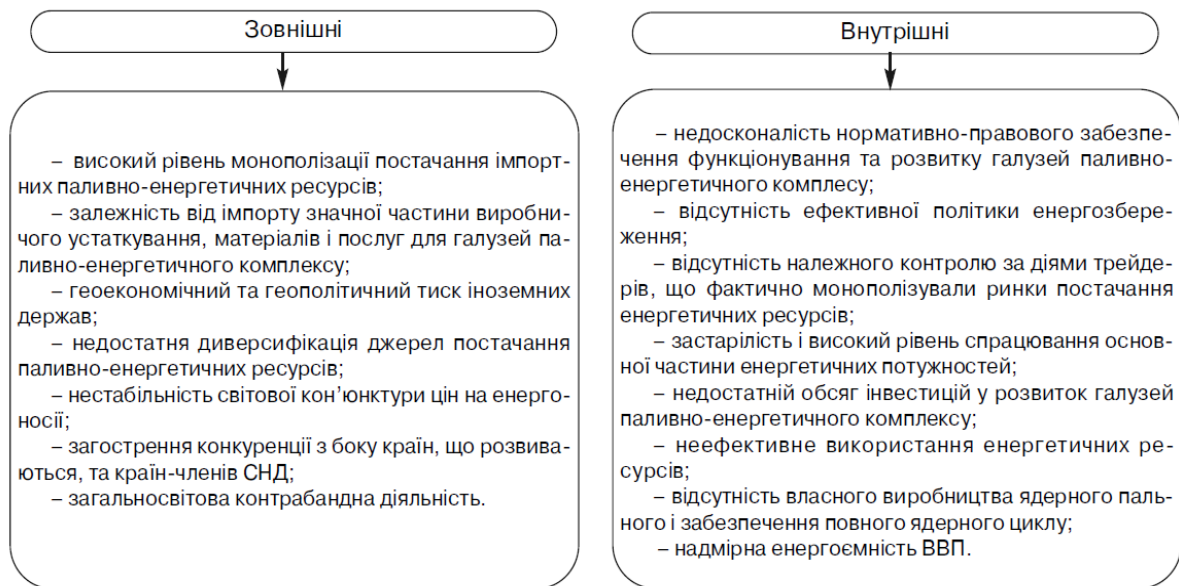 Зовнішні
– високий рівень монополізації постачання імпорт-
них паливно-енергетичних ресурсів;
– залежність від імпорту значної частини виробни-
чого устаткування, матеріалів і послуг для галузей па-
ливно-енергетичного комплексу;
– геоекономічний та геополітичний тиск іноземних
держав;
– недостатня диверсифікація джерел постачання
паливно-енергетичних ресурсів;
– нестабільність світової кон’юнктури цін на енерго-
носії;
– загострення конкуренції з боку країн, що розвива-
ються, та країн-членів СНД;
– загальносвітова контрабандна діяльність.
Внутрішні
– недосконалість нормативно-правового забезпе-
чення функціонування та розвитку галузей паливно-
енергетичного комплесу;
– відсутність ефективної політики енергозбере-
ження;
– відсутність належного контролю за діями трейде-
рів, що фактично монополізували ринки постачання
енергетичних ресурсів;
– застарілість і високий рівень спрацювання основ-
ної частини енергетичних потужностей;
– недостатній обсяг інвестицій у розвиток галузей
паливно-енергетичного комплексу;
– неефективне використання енергетичних ре-
сурсів;
– відсутність власного виробництва ядерного паль-
ного і забезпечення повного ядерного циклу;
– надмірна енергоємність ВВП.